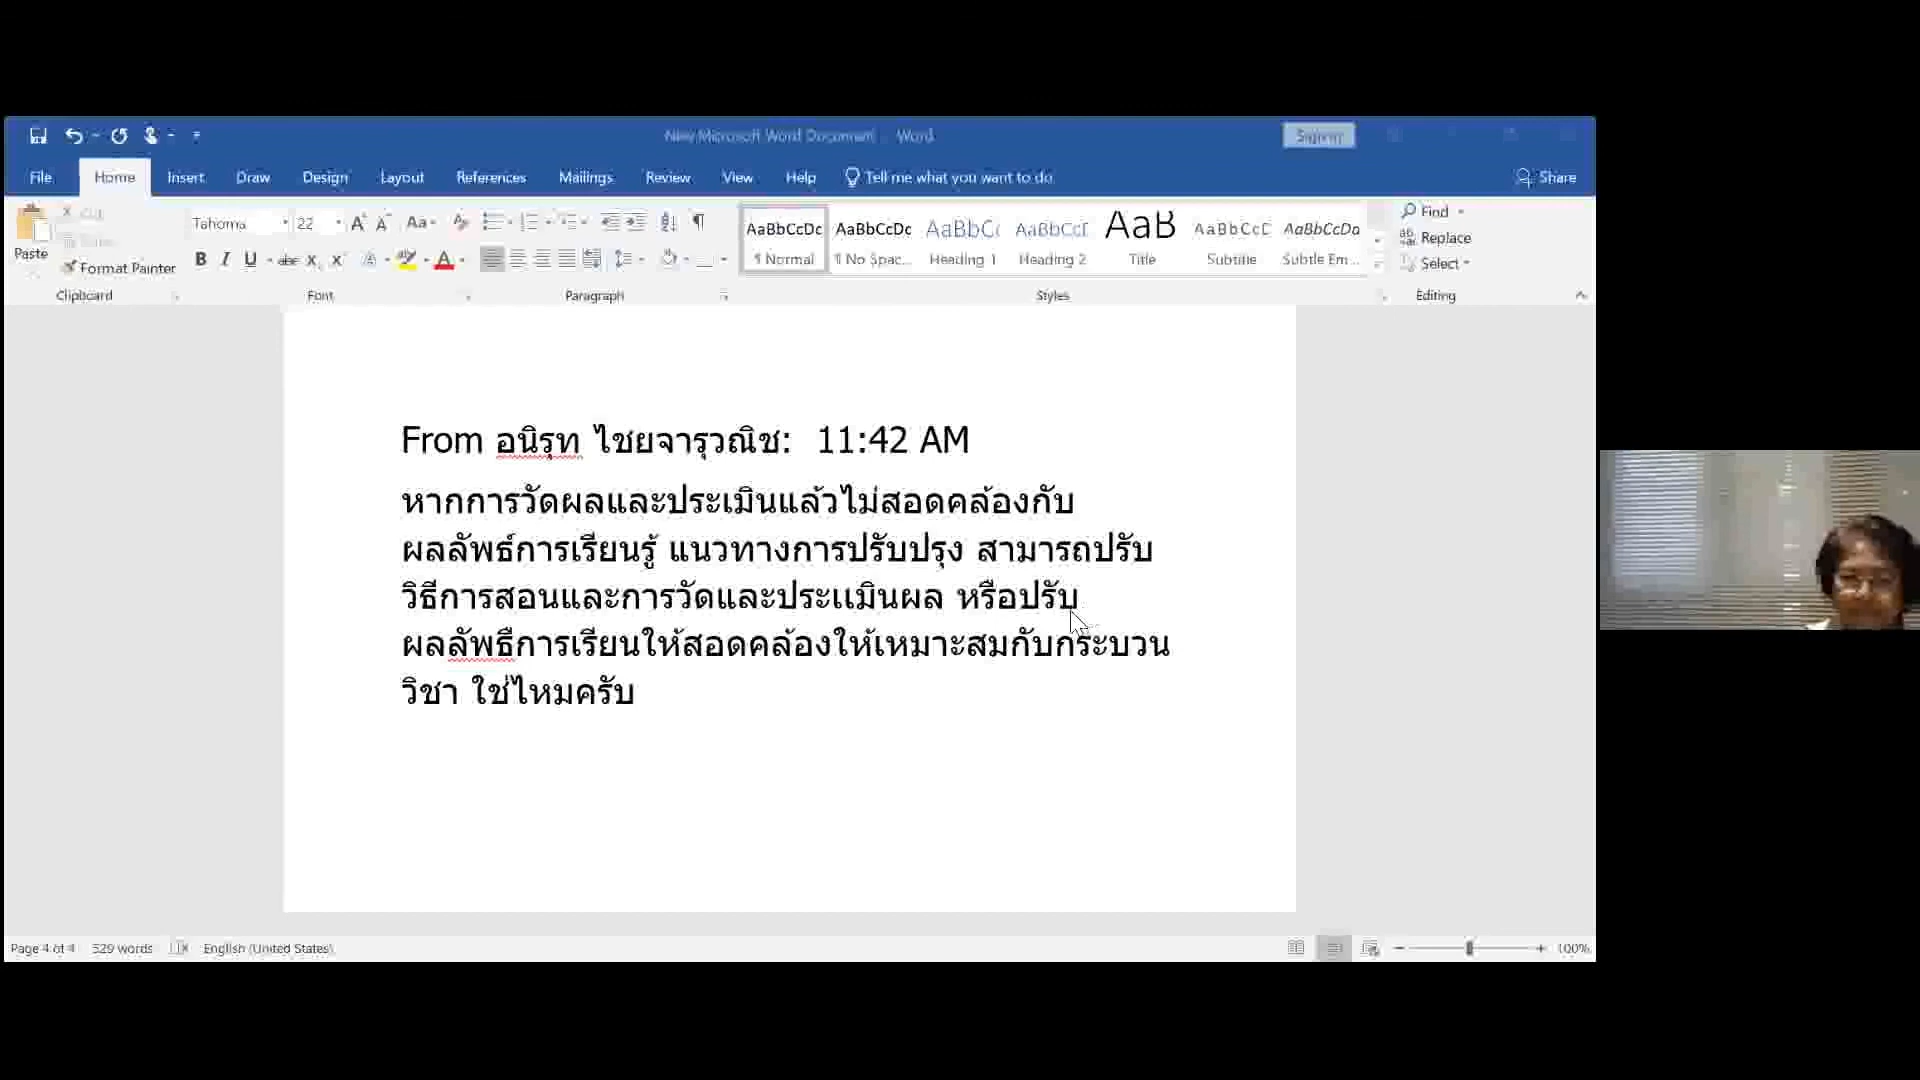 New Microsoft Word Document - Word
Sign in
File Home Insert Draw Design Layout References Mailings Review View Help Tell me what you want to do Share
Paste
Cut
Format Painter
Clipboard
Tahoma 22
Font
Paragraph
AaBbCcDc AaBbCcDc AaBbC( AaBbCcE AaB AaBbCcD AaBbCcDa
¶ Normal ¶ No Spac... Heading 1 Heading 2 Title Subtitle Subtle Em...
Styles
Find
Replace
Select
Editing
From อนิรุท ไชยจารุวณิช: 11:42 AM
หากการวัดผลและประเมินแล้วไม่สอดคล้องกับ
ผลลัพธ์การเรียนรู้ แนวทางการปรับปรุง สามารถปรับ
วิธีการสอนและการวัดและประเเมินผล หรือปรับ
ผลลัพธืการเรียนให้สอดคล้องให้เหมาะสมกับกระบวน
วิชา ใช่ไหมครับ
Page 4 of 4 529 words English (United States) 100%